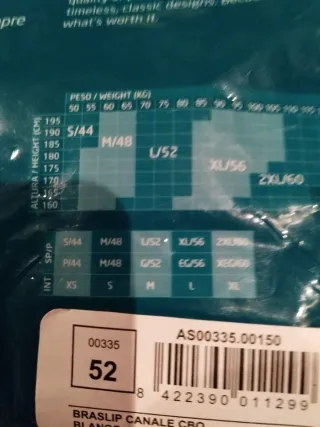 timeless, classic designs. Because
what's worth it.
PESO / WEIGHT (KG)
50 55 60 65 70 75 80 85 90 95 100
ALTURA / HEIGHT (CM)
195
190 S/44
185 M/48
180 L/52
175 XL/56
170 2XL/60
165
160
SP/P S/44 M/48 L/52 XL/56 2XL/60
P/44 M/48 G/52 EG/56 XEG/60
INT XS S M L XL
00335
52
AS00335.00150
8 422390 011299
BRASLIP CANALE CBO